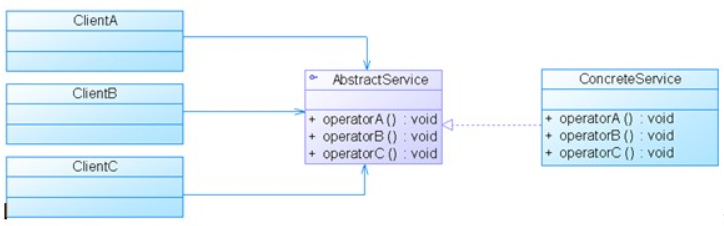 ClientA
ClientB
ClientC
AbstractService
+ operatorA () : void
+ operatorB () : void
+ operatorC () : void
ConcreteService
+ operatorA () : void
+ operatorB () : void
+ operatorC () : void